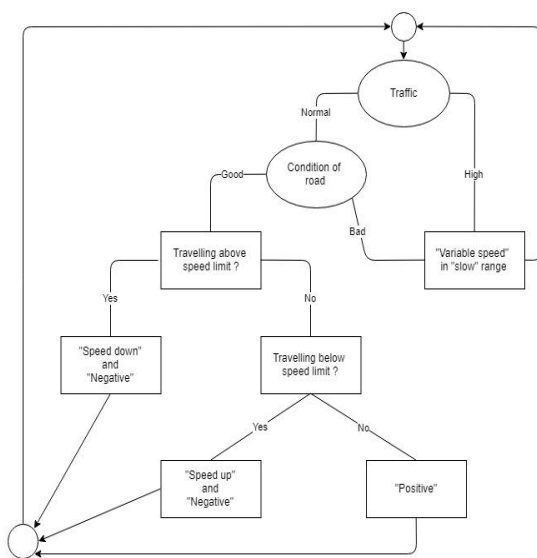 Traffic
Normal
Condition of
road
Good
High
Bad
Travelling above
speed limit ?
"Variable speed"
in "slow" range
Yes
No
"Speed down"
and
"Negative"
Travelling below
speed limit ?
Yes
No
"Speed up"
and
"Negative"
"Positive"